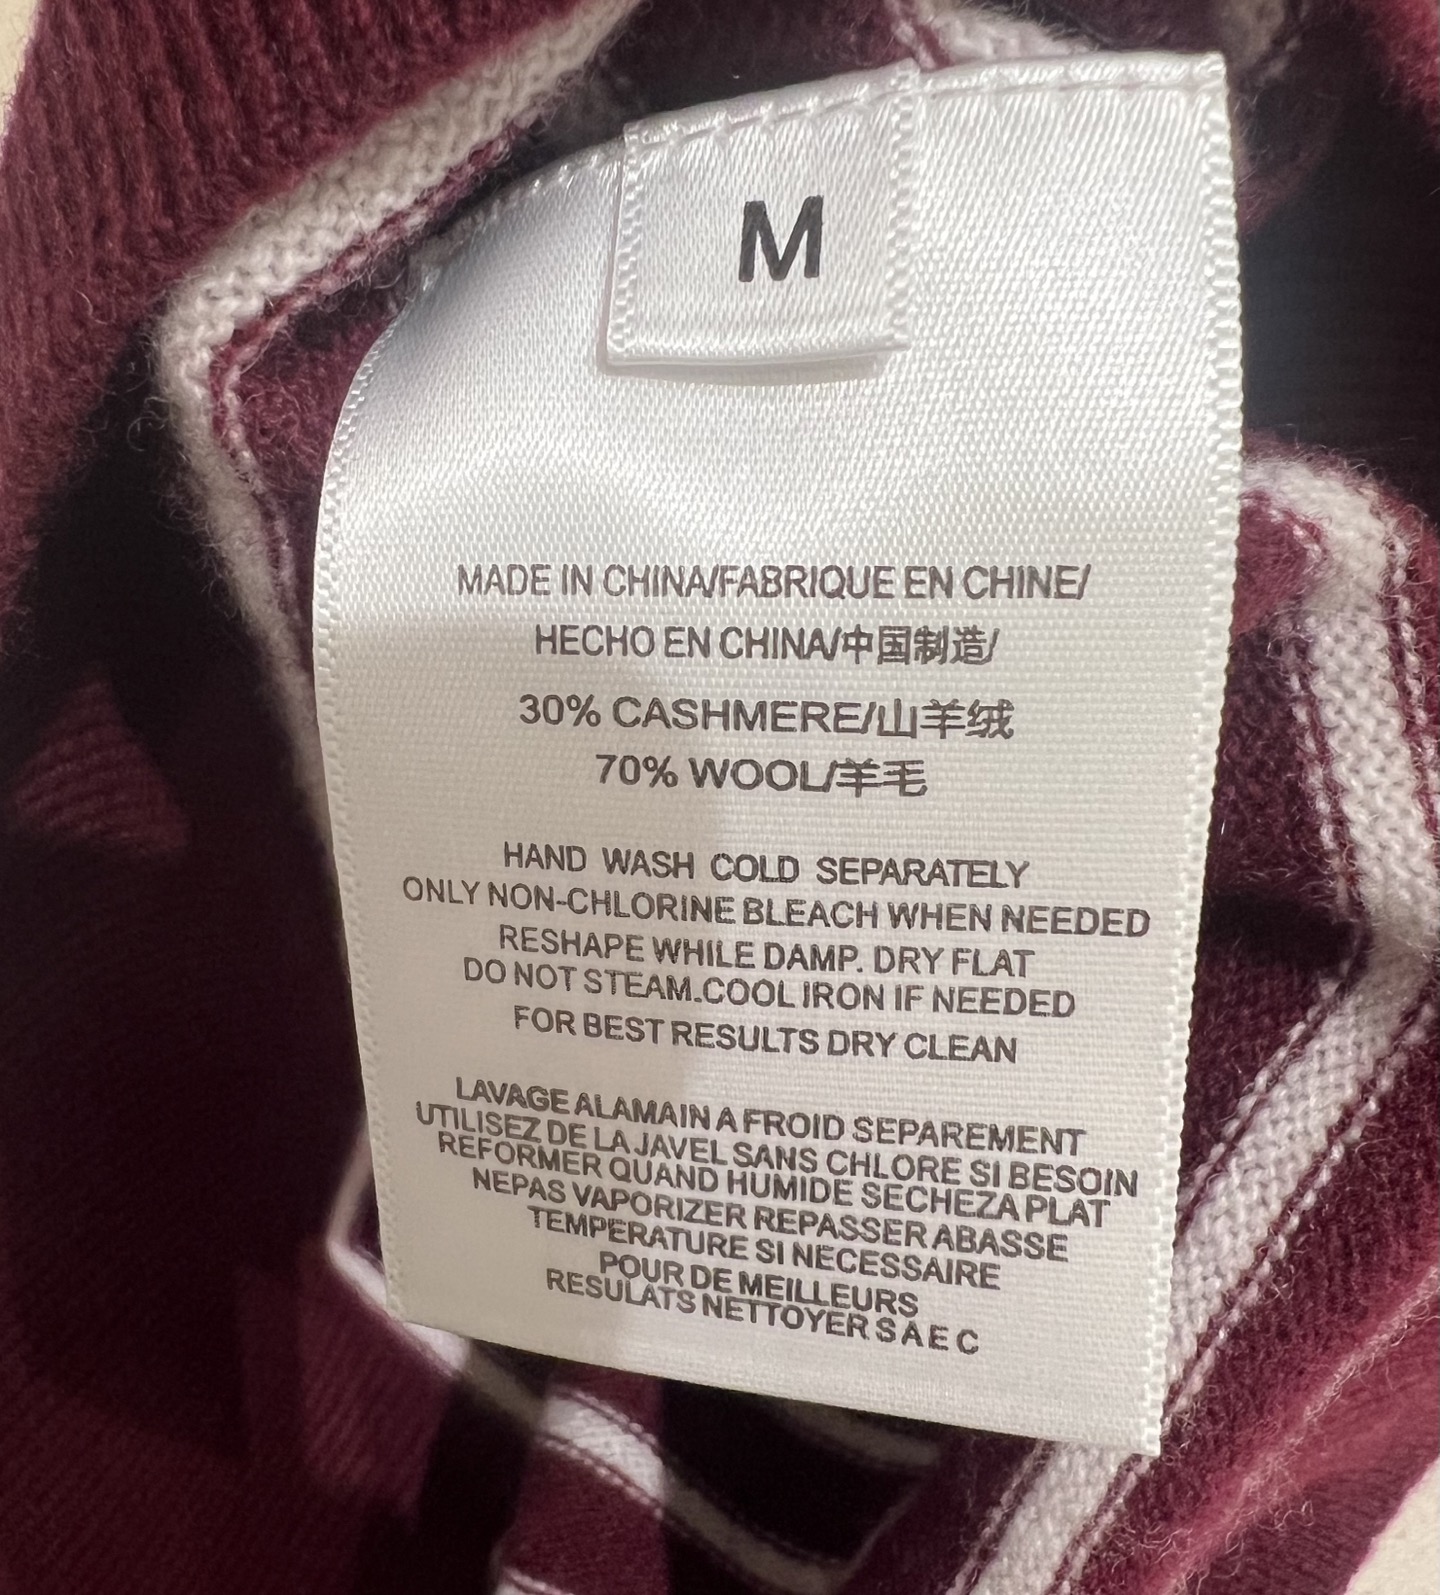 M
MADE IN CHINA/FABRIQUE EN CHINE/
HECHO EN CHINA/中国制造/
30% CASHMERE/山羊绒
70% WOOL/羊毛
HAND WASH COLD SEPARATELY
ONLY NON-CHLORINE BLEACH WHEN NEEDED
RESHAPE WHILE DAMP. DRY FLAT
DO NOT STEAM.COOL IRON IF NEEDED
FOR BEST RESULTS DRY CLEAN
LAVAGE ALAMAIN A FROID SEPAREMENT
UTILISEZ DE LA JAVEL SANS CHLORE SI BESOIN
REFORMER QUAND HUMIDE SECHEZA PLAT
NEPAS VAPORIZER REPASSER ABASSE
TEMPERATURE SI NECESSAIRE
POUR DE MEILLEURS
RESULATS NETTOYER S A E C